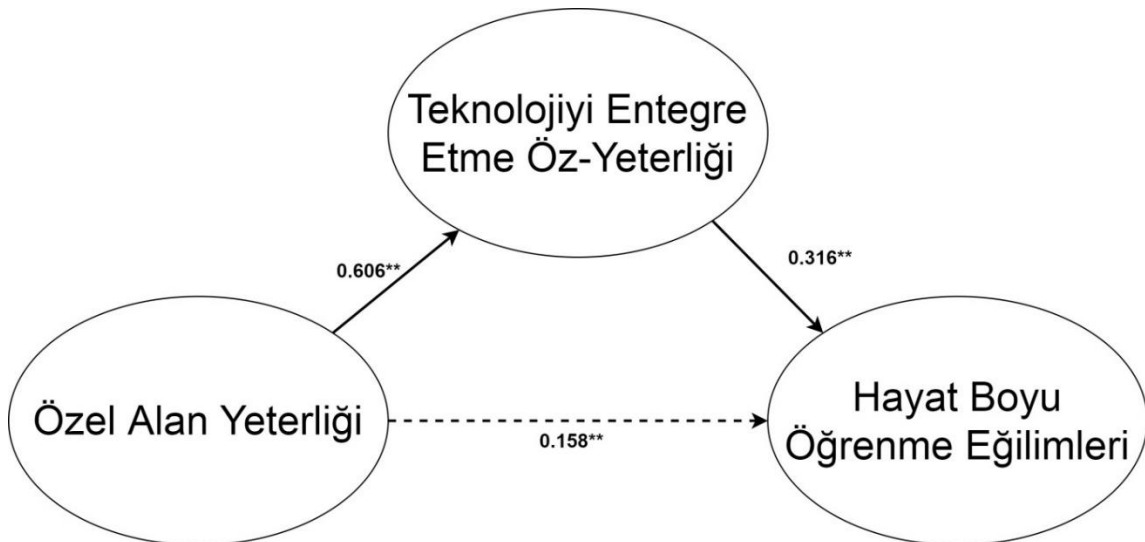 Teknolojiyi Entegre
Etme Öz-Yeterliği
0.606**
0.316**
Özel Alan Yeterliği
0.158**
Hayat Boyu
Öğrenme Eğilimleri